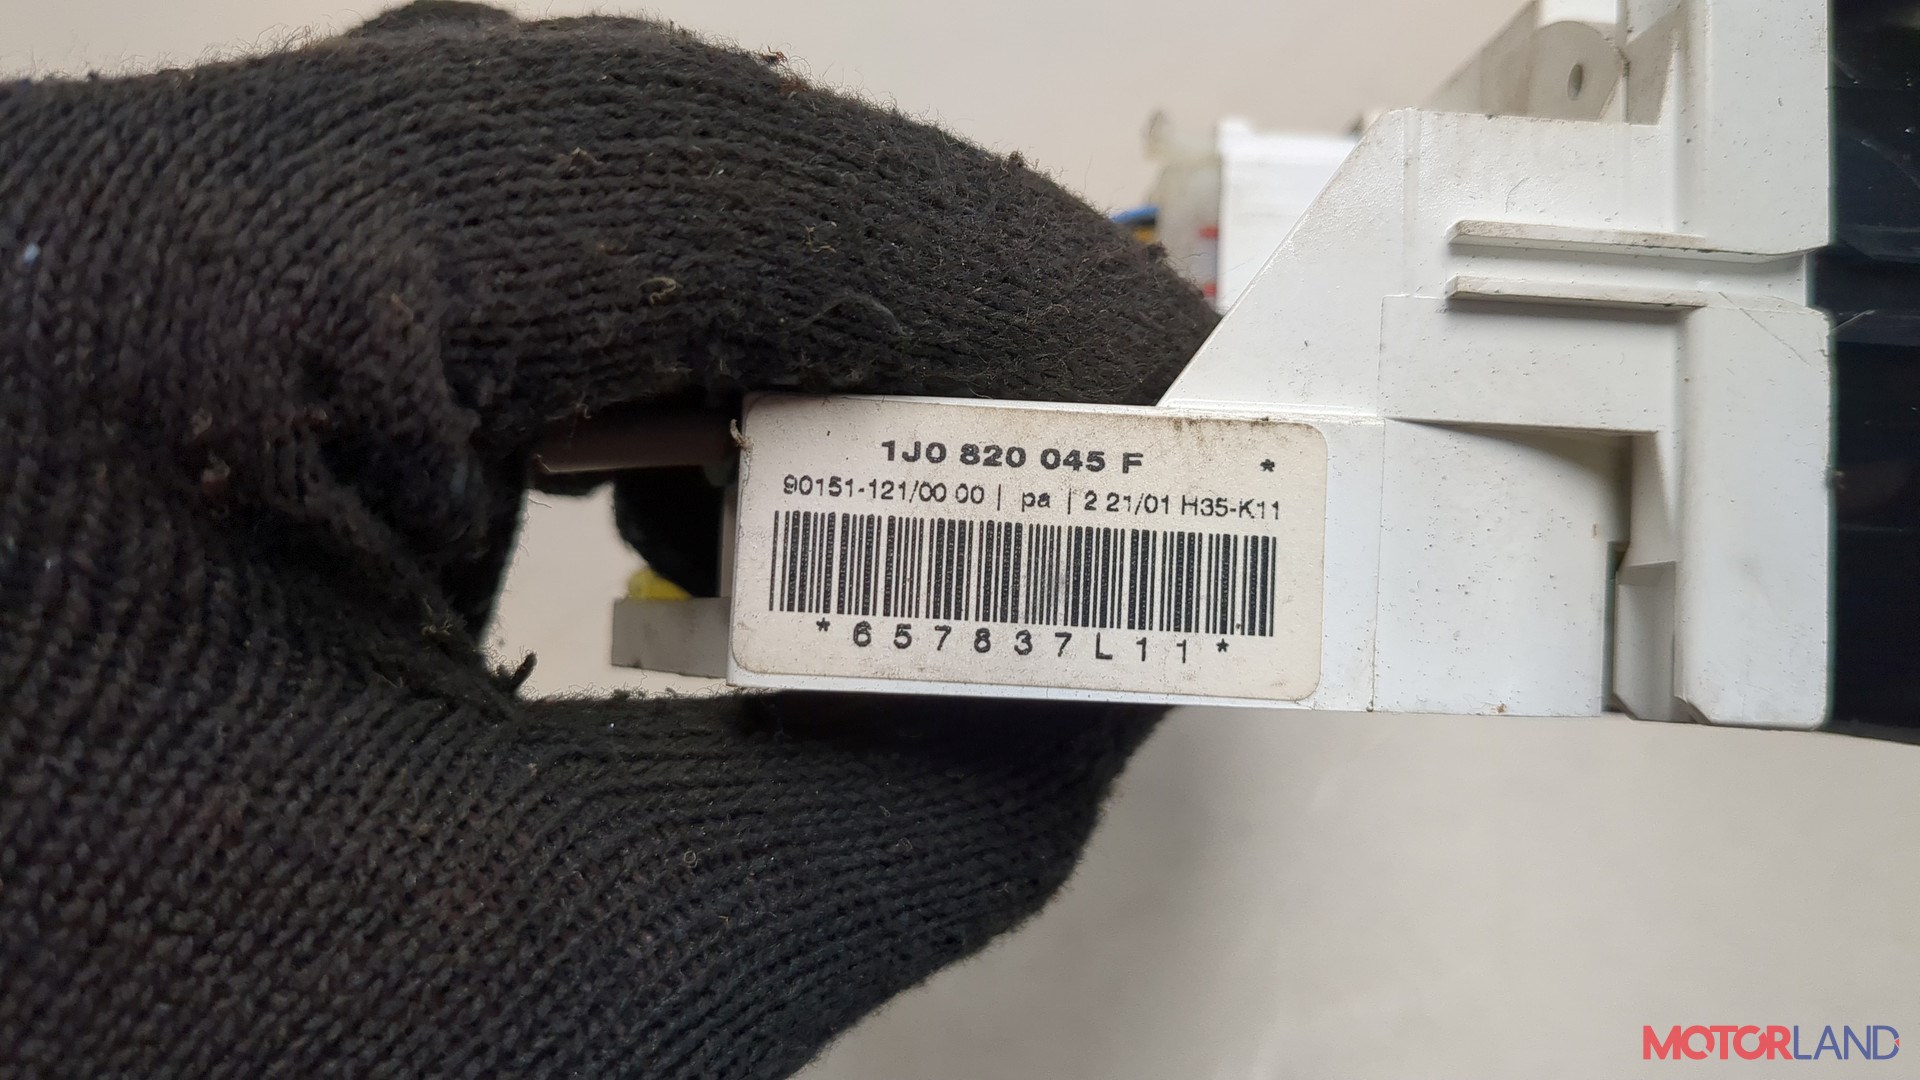 1J0 820 045 F *
90151-121/00 00 | pa | 2 21/01 H35-K11
*657837L11*
MOTORLAND